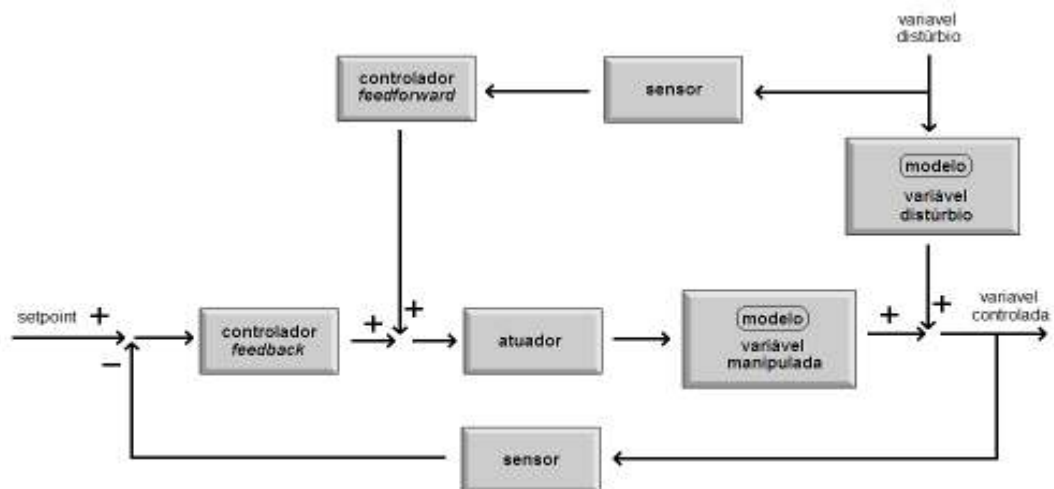 variavel
distúrbio
controlador
feedforward
sensor
modelo
variável
distúrbio
setpoint +
−
controlador
feedback
+
+
atuador
modelo
variável
manipulada
+
+
variavel
controlada
sensor